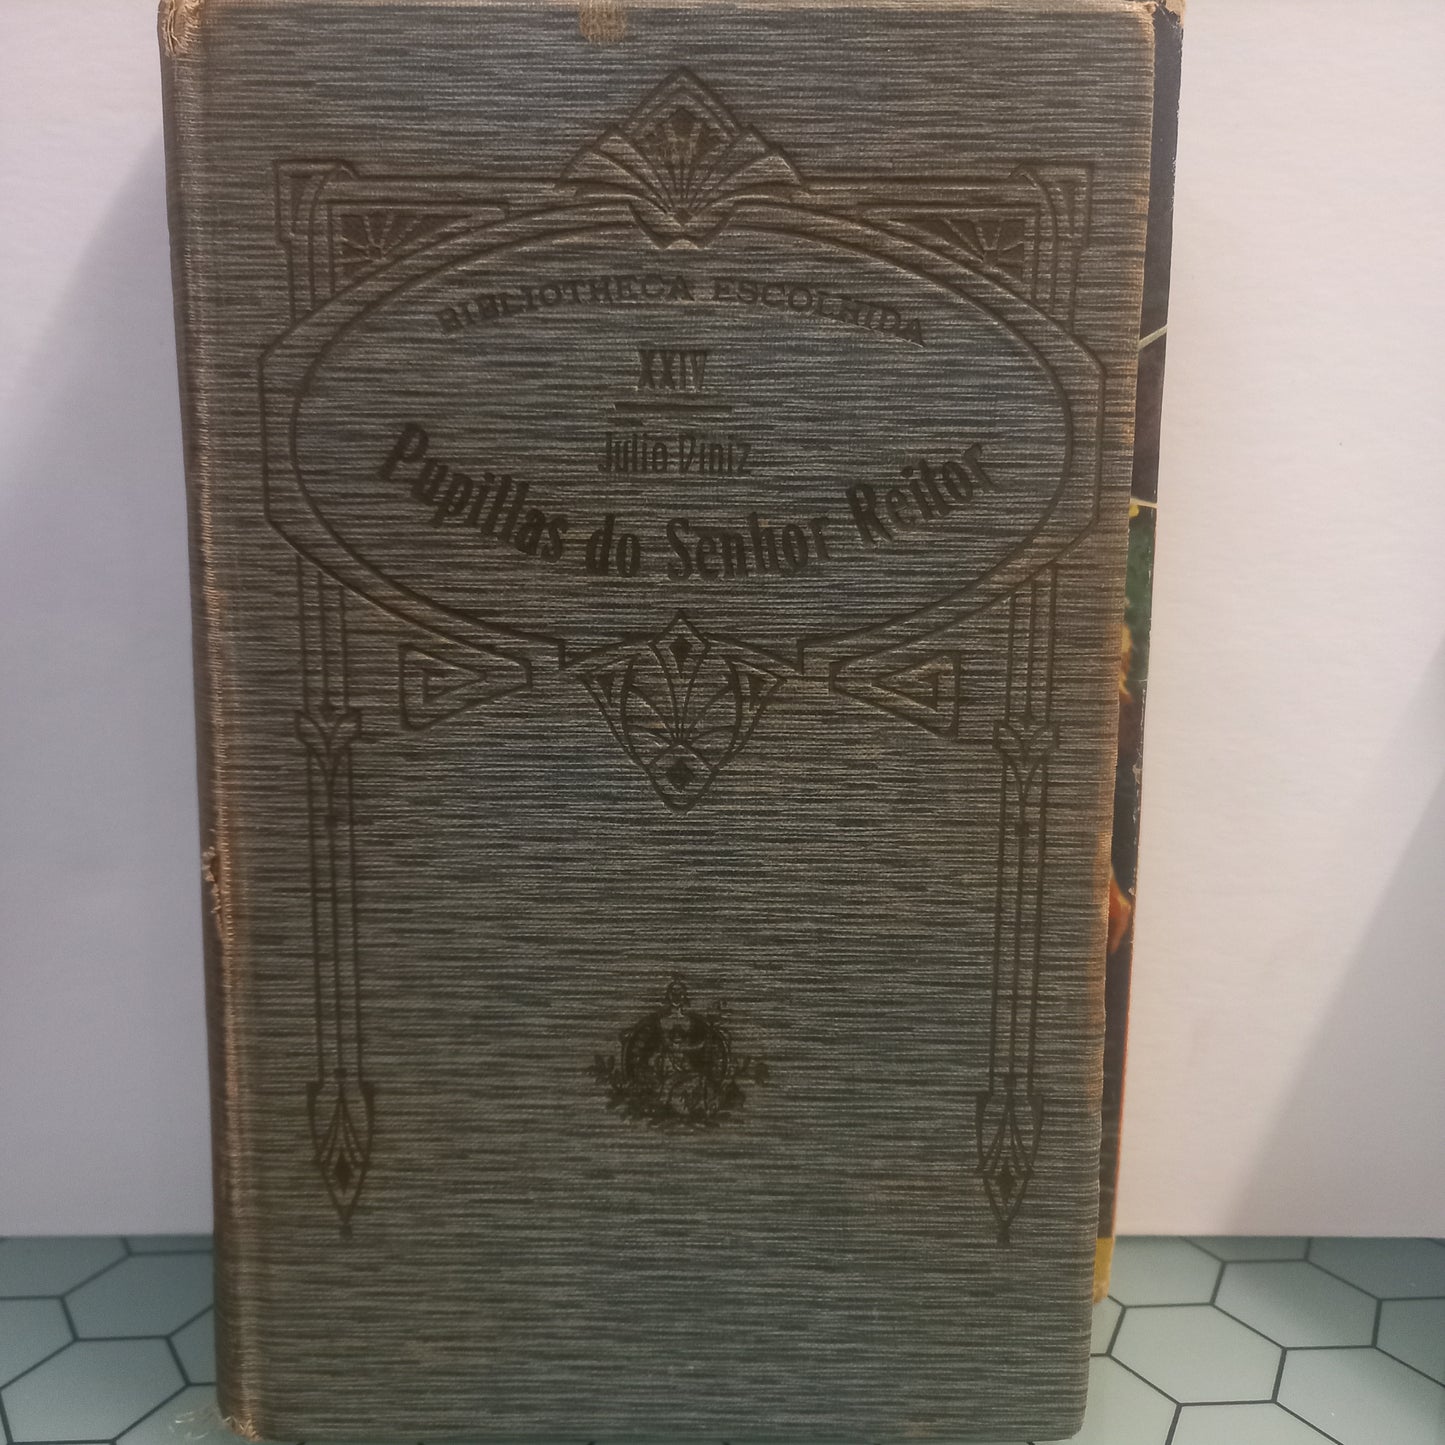 BIBLIOTHECA ESCOLHIDA
XXIV
Julio Diniz
Pupillas do Senhor Reitor